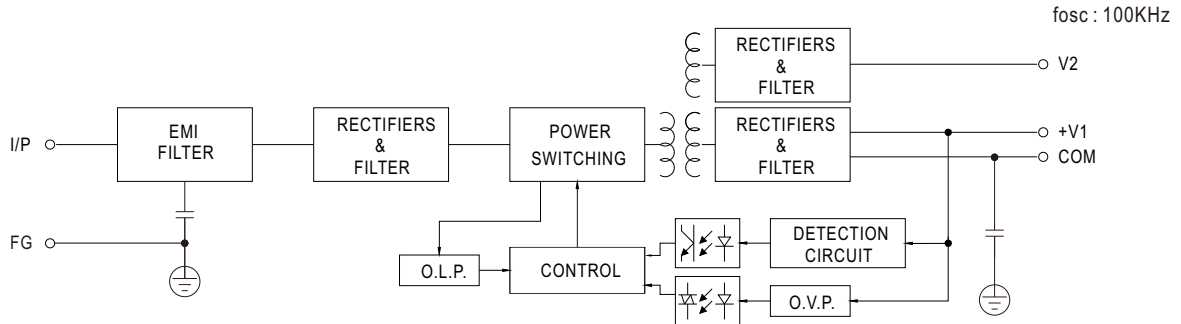 fosc : 100KHz
RECTIFIERS
&
FILTER
V2
I/P
EMI
FILTER
RECTIFIERS
&
FILTER
POWER
SWITCHING
RECTIFIERS
&
FILTER
+V1
COM
FG
O.L.P.
CONTROL
DETECTION
CIRCUIT
O.V.P.